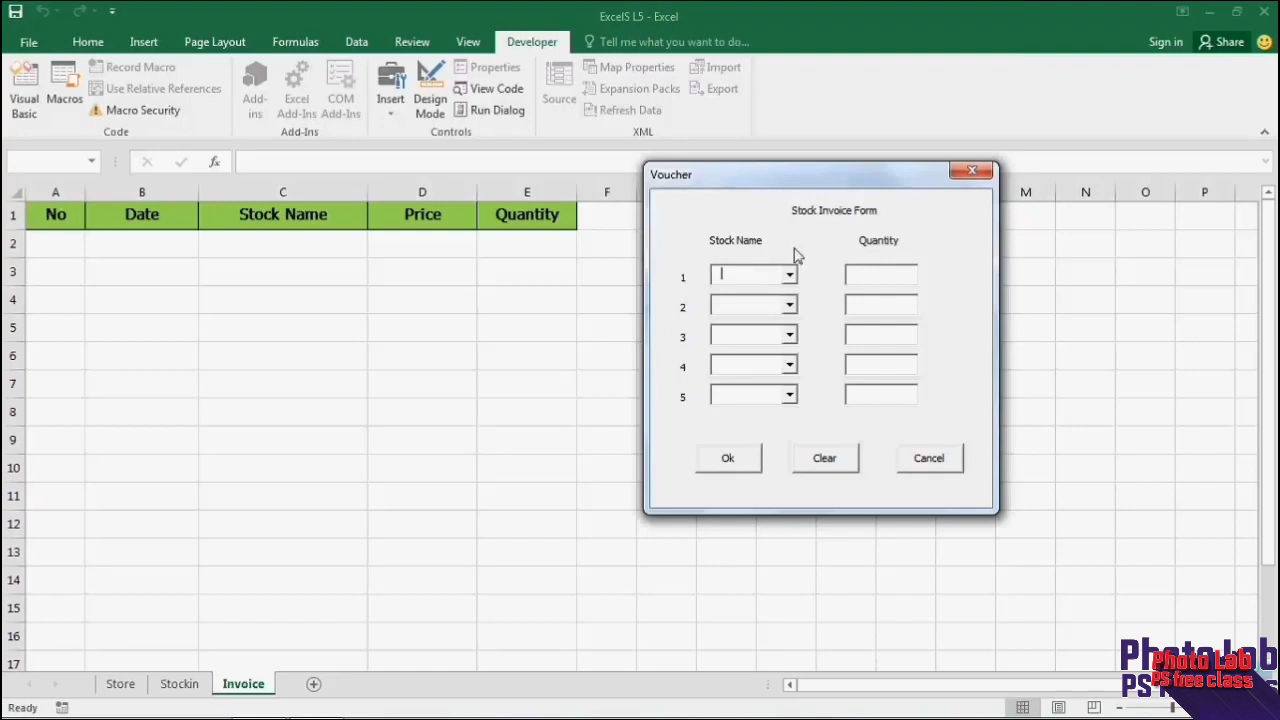 ExcelS L5 - Excel
File Home Insert Page Layout Formulas Data Review View Developer Tell me what you want to do... Sign in Share
Visual Basic
Macros
Record Macro
Use Relative References
Macro Security
Code
Add-ins
Excel Add-Ins
COM Add-Ins
Add-Ins
Insert
Design Mode
Properties
View Code
Run Dialog
Controls
Source
Map Properties
Expansion Packs
Refresh Data
Import
Export
XML
fx
A B C D E F M N O P
1 No Date Stock Name Price Quantity
2
3
4
5
6
7
8
9
10
11
12
13
14
15
16
17
Voucher
Stock Invoice Form
Stock Name Quantity
1
2
3
4
5
Ok Clear Cancel
Store Stockin Invoice
Ready
Photo Lab
PS free class